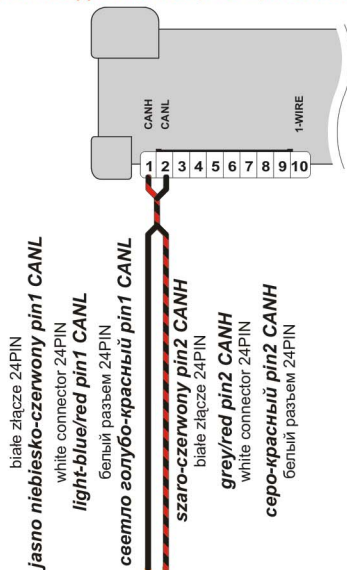 CANH
CANL
1-WIRE
1 2 3 4 5 6 7 8 9 10
białe złącze 24PIN
jasno niebiesko-czerwony pin1 CANL
white connector 24PIN
light-blue/red pin1 CANL
белый разъем 24PIN
светло голубо-красный pin1 CANL
szaro-czerwony pin2 CANH
białe złącze 24PIN
grey/red pin2 CANH
white connector 24PIN
серо-красный pin2 CANH
белый разъем 24PIN